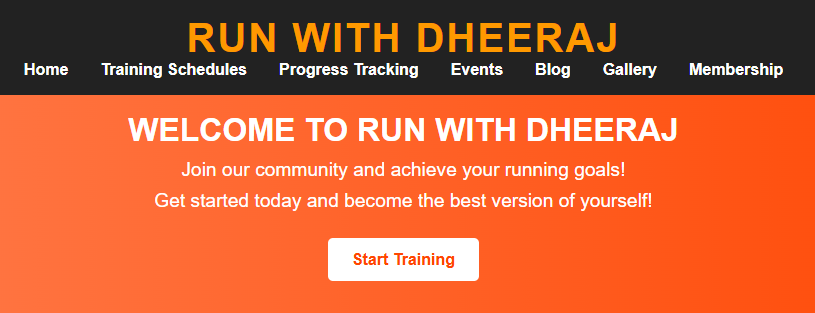 RUN WITH DHEERAJ
Home Training Schedules Progress Tracking Events Blog Gallery Membership
WELCOME TO RUN WITH DHEERAJ
Join our community and achieve your running goals!
Get started today and become the best version of yourself!
Start Training